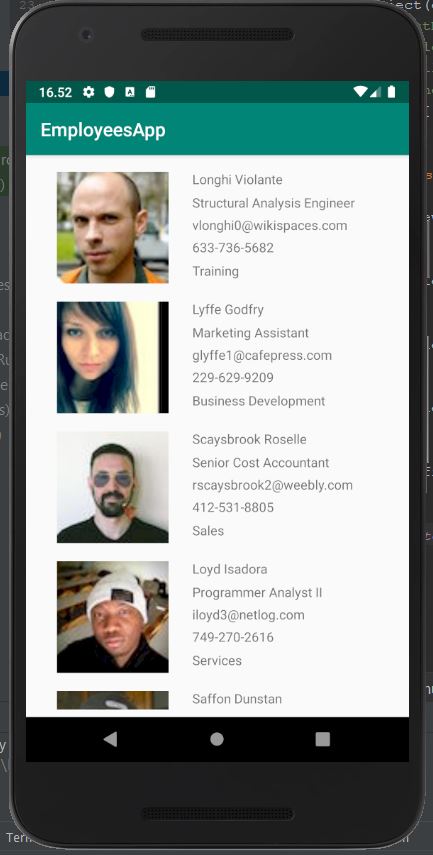 16.52
EmployeesApp
Longhi Violante
Structural Analysis Engineer
vlonghi0@wikispaces.com
633-736-5682
Training
Lyffe Godfry
Marketing Assistant
glyffe1@cafepress.com
229-629-9209
Business Development
Scaysbrook Roselle
Senior Cost Accountant
rscaysbrook2@weebly.com
412-531-8805
Sales
Loyd Isadora
Programmer Analyst II
iloyd3@netlog.com
749-270-2616
Services
Saffon Dunstan